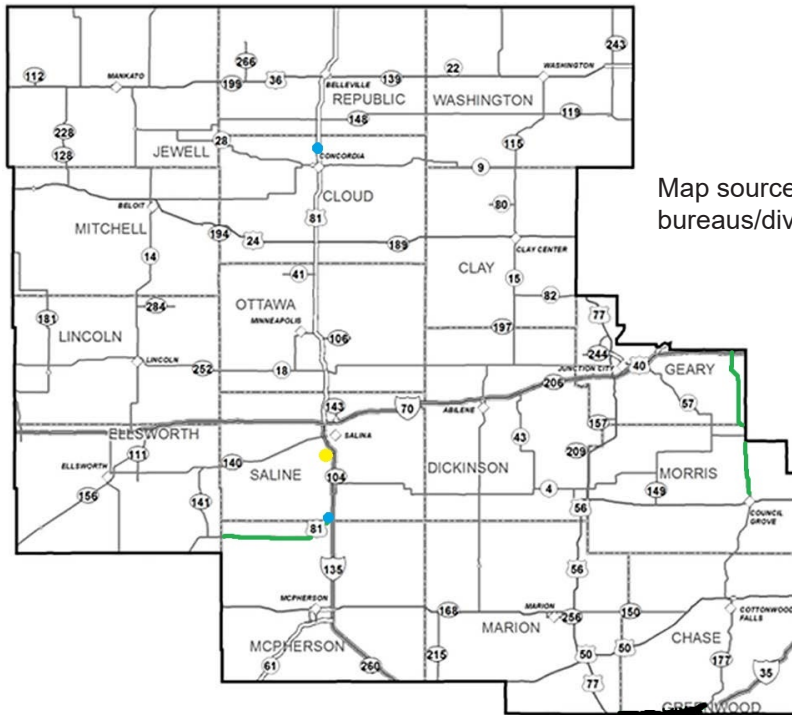 243
266
22
WASHINGTON
112
MANKATO
199
36
139
BELLEVILLE
REPUBLIC
WASHINGTON
148
119
228
128
28
JEWELL
115
CONCORDIA
9
CLOUD
Map source
bureaus/div
81
80
BELOIT
MITCHELL
194
24
189
CLAY CENTER
14
CLAY
41
15
82
284
OTTAWA
181
77
MINNEAPOLIS
197
LINCOLN
106
244
LINCOLN
252
18
JUNCTION CITY
40
GEARY
206
143
70
ABILENE
57
ELLSWORTH
SALINA
43
157
111
209
ELLSWORTH
140
SALINE
104
DICKINSON
MORRIS
156
141
4
149
56
COUNCIL
GROVE
81
135
56
MCPHERSON
168
MARION
256
150
COTTONWOOD
FALLS
MARION
CHASE
MCPHERSON
215
50
50
61
260
177
35
77
GREENWOOD